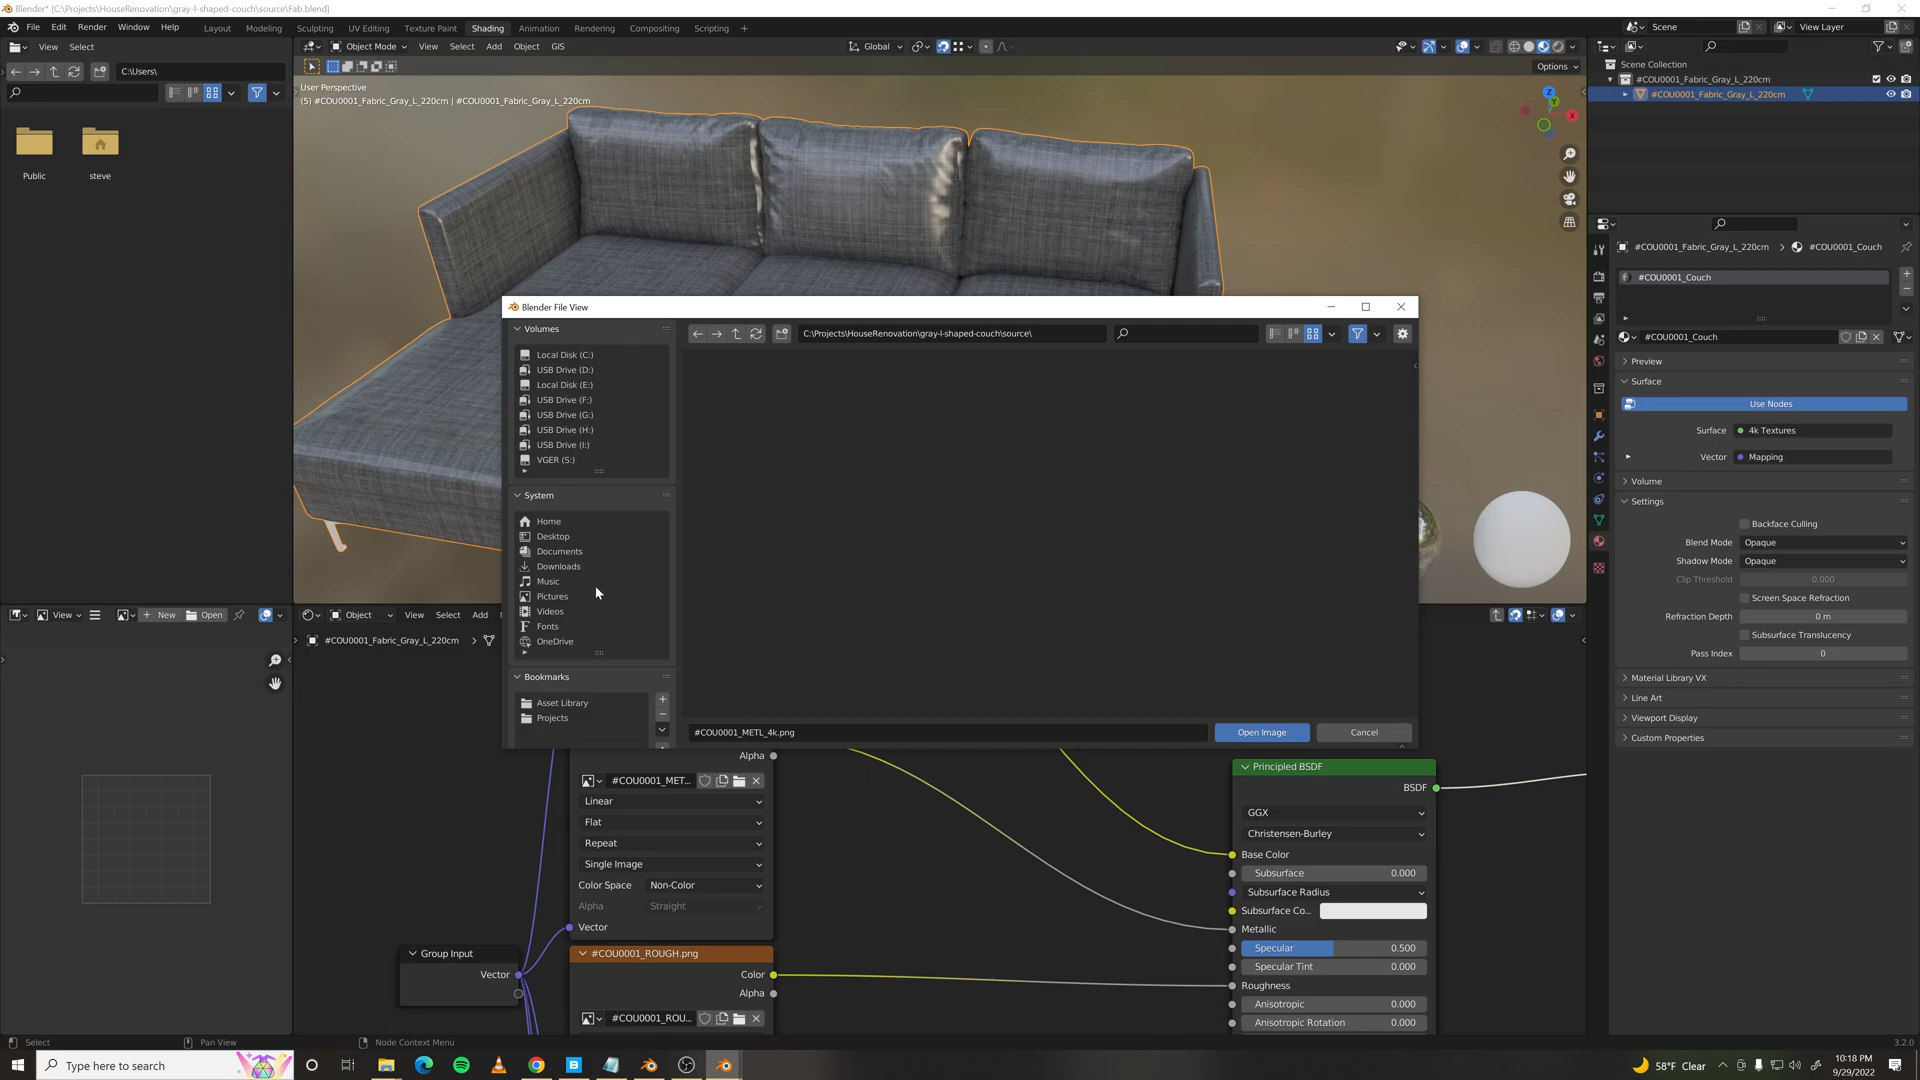 Blender* [C:\Projects\HouseRenovation\gray-l-shaped-couch\source\Fab.blend]
File Edit Render Window Help
Layout Modeling Sculpting UV Editing Texture Paint Shading Animation Rendering Compositing Scripting +
Scene
View Layer
View Select
Object Mode View Select Add Object GIS
Global
C:\Users\
Options
User Perspective
(5) #COU0001_Fabric_Gray_L_220cm | #COU0001_Fabric_Gray_L_220cm
Public
steve
Z
Y
X
Scene Collection
#COU0001_Fabric_Gray_L_220cm
#COU0001_Fabric_Gray_L_220cm
#COU0001_Fabric_Gray_L_220cm > #COU0001_Couch
#COU0001_Couch
#COU0001_Couch
Preview
Surface
Use Nodes
Surface 4k Textures
Vector Mapping
Volume
Settings
Backface Culling
Blend Mode Opaque
Shadow Mode Opaque
Clip Threshold 0.000
Screen Space Refraction
Refraction Depth 0 m
Subsurface Translucency
Pass Index 0
Material Library VX
Line Art
Viewport Display
Custom Properties
Blender File View
Volumes
C:\Projects\HouseRenovation\gray-l-shaped-couch\source\
Local Disk (C:)
USB Drive (D:)
Local Disk (E:)
USB Drive (F:)
USB Drive (G:)
USB Drive (H:)
USB Drive (I:)
VGER (S:)
System
Home
Desktop
Documents
Downloads
Music
Pictures
Videos
Fonts
OneDrive
Bookmarks
Asset Library
Projects
#COU0001_METL_4k.png
Open Image
Cancel
View
New
Open
Object View Select Add
#COU0001_Fabric_Gray_L_220cm >
Alpha
#COU0001_MET...
Linear
Flat
Repeat
Single Image
Color Space Non-Color
Alpha Straight
Vector
Group Input
Vector
#COU0001_ROUGH.png
Color
Alpha
#COU0001_ROU...
Principled BSDF
BSDF
GGX
Christensen-Burley
Base Color
Subsurface 0.000
Subsurface Radius
Subsurface Co...
Metallic
Specular 0.500
Specular Tint 0.000
Roughness
Anisotropic 0.000
Anisotropic Rotation 0.000
Select
Pan View
Node Context Menu
3.2.0
Type here to search
58°F Clear
10:18 PM
9/29/2022